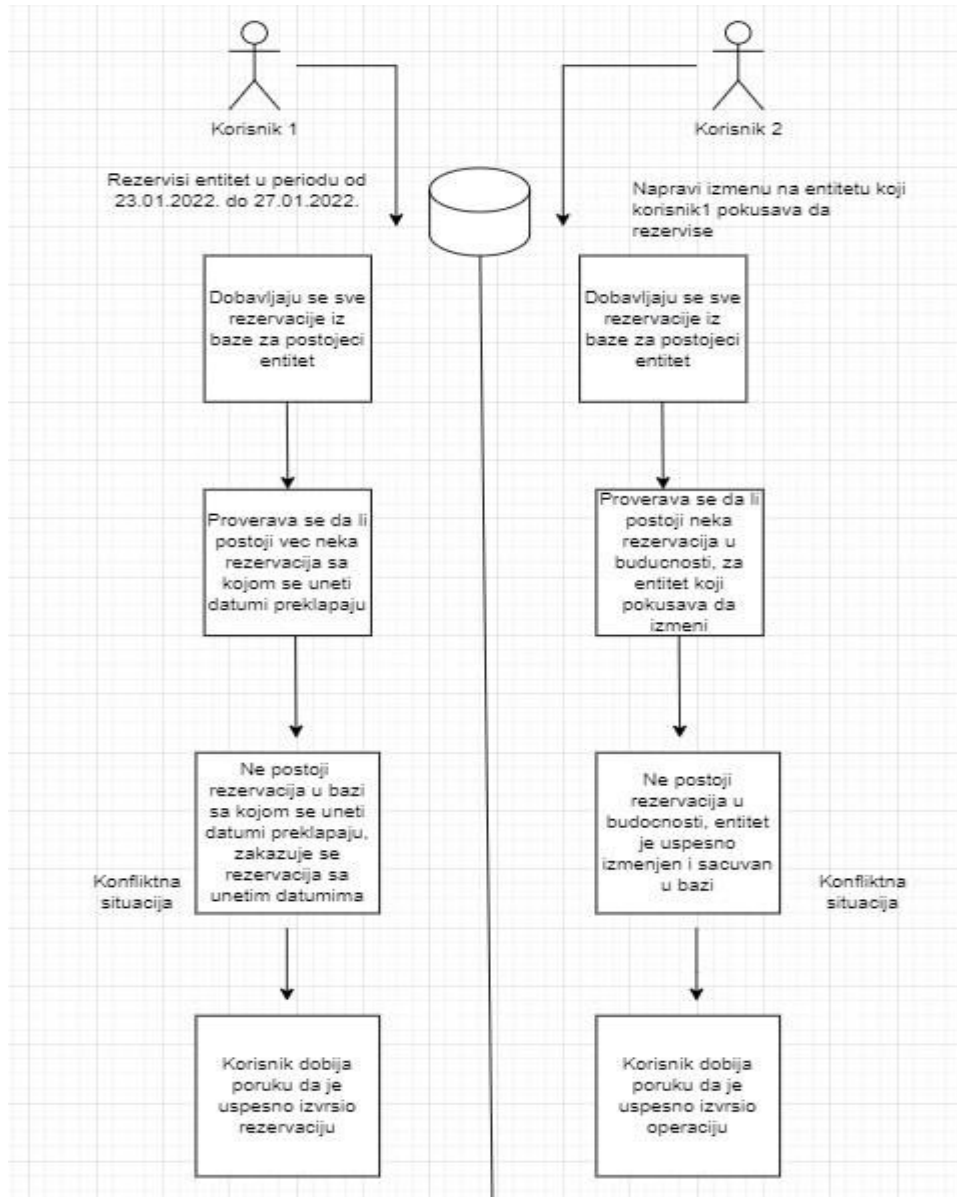 Korisnik 1
Korisnik 2
Rezervisi entitet u periodu od
23.01.2022. do 27.01.2022.
Napravi izmenu na entitetu koji
korisnik1 pokusava da
rezervise
Dobavljaju se sve
rezervacije iz
baze za postojeci
entitet
Dobavljaju se sve
rezervacije iz
baze za postojeci
entitet
Proverava se da li
postoji vec neka
rezervacija sa
kojom se uneti
datumi preklapaju
Proverava se da li
postoji neka
rezervacija u
buducnosti, za
entitet koji
pokusava da
izmeni
Ne postoji
rezervacija u bazi
sa kojom se uneti
datumi preklapaju,
zakazuje se
rezervacija sa
unetim datumima
Ne postoji
rezervacija u
budocnosti, entitet
je uspesno
izmenjen i sacuvan
u bazi
Konfliktna
situacija
Konfliktna
situacija
Korisnik dobija
poruku da je
uspesno izvrsio
rezervaciju
Korisnik dobija
poruku da je
uspesno izvrsio
operaciju